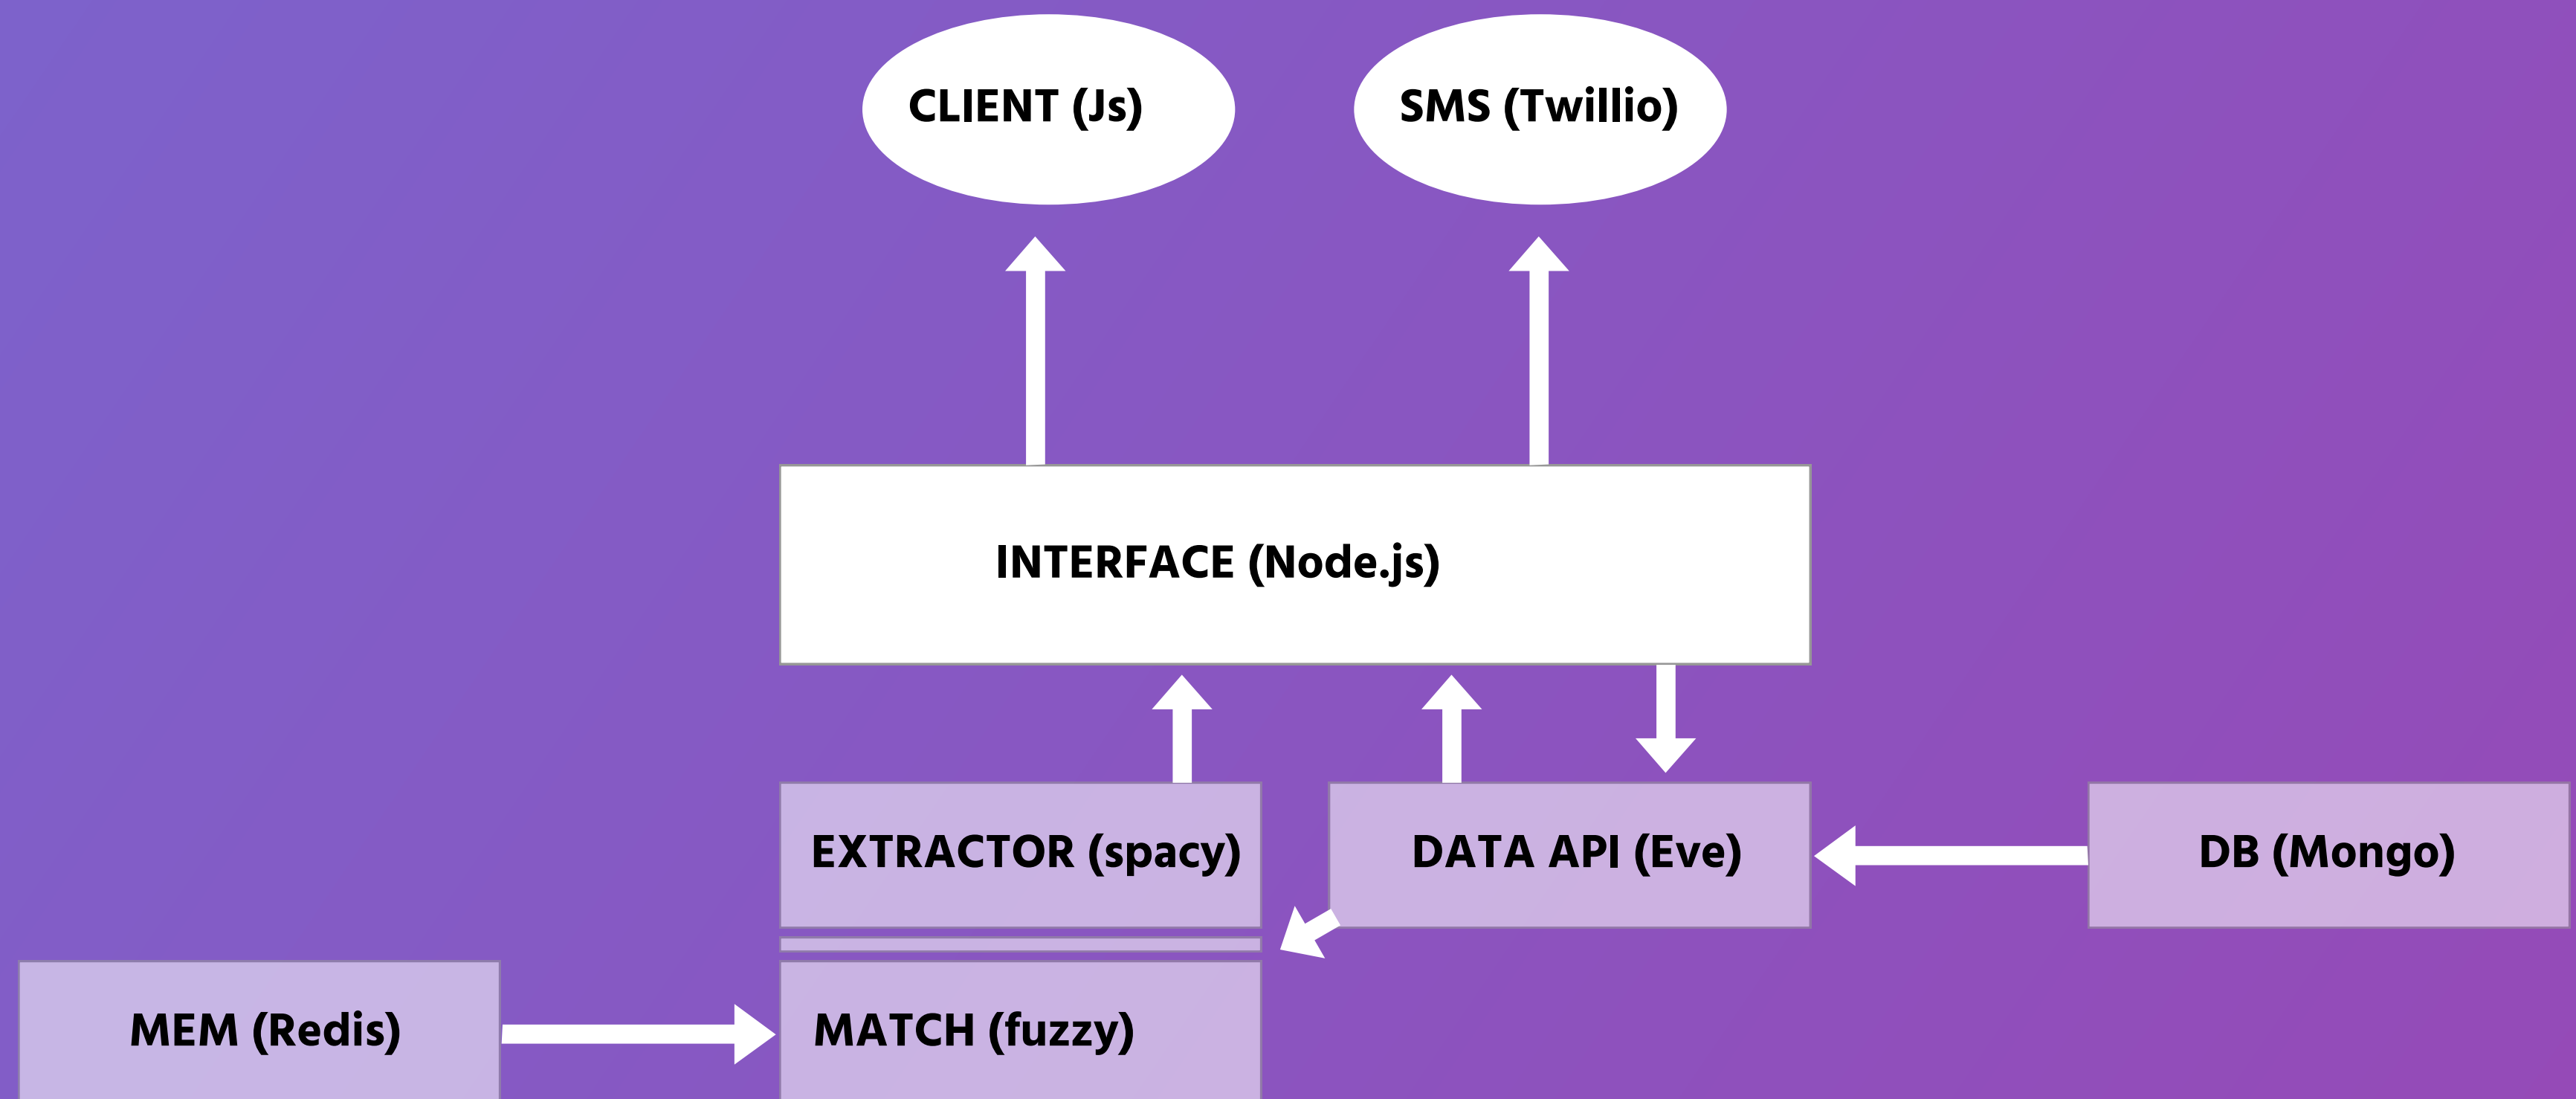 CLIENT (Js)
SMS (Twillio)
INTERFACE (Node.js)
EXTRACTOR (spacy)
DATA API (Eve)
DB (Mongo)
MEM (Redis)
MATCH (fuzzy)